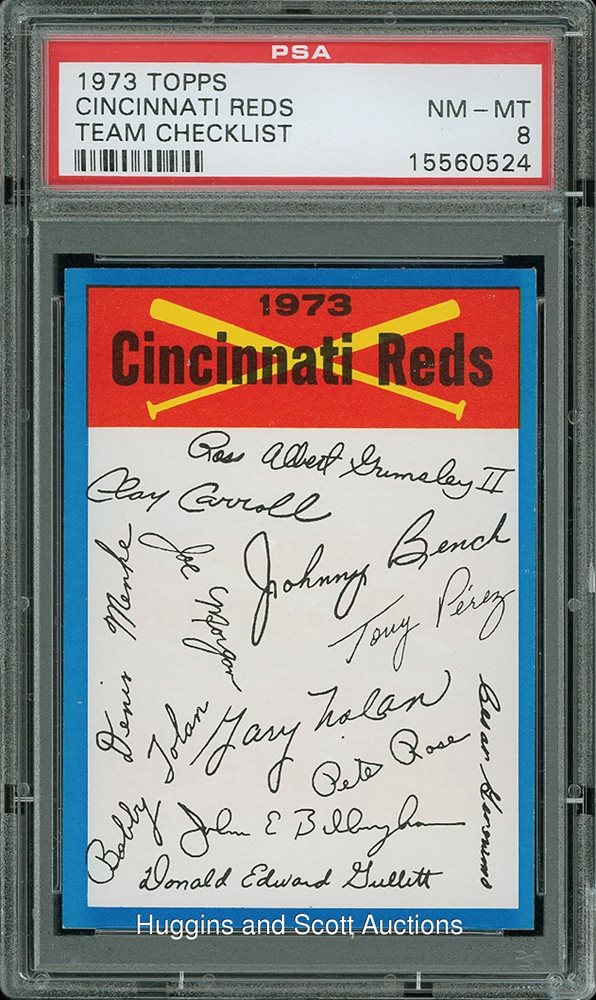 PSA
1973 TOPPS
CINCINNATI REDS
NM - MT
TEAM CHECKLIST
8
15560524
1973
Cincinnati Reds
Ross Albert Grimsley II
Clay Carroll
Johnny Bench
Denis Menke
Joe Morgan
Tony Pérez
Gary Nolan
Cesar Geronimo
Bobby Tolan
Pete Rose
John E Billingham
Donald Edward Gullett
Huggins and Scott Auctions